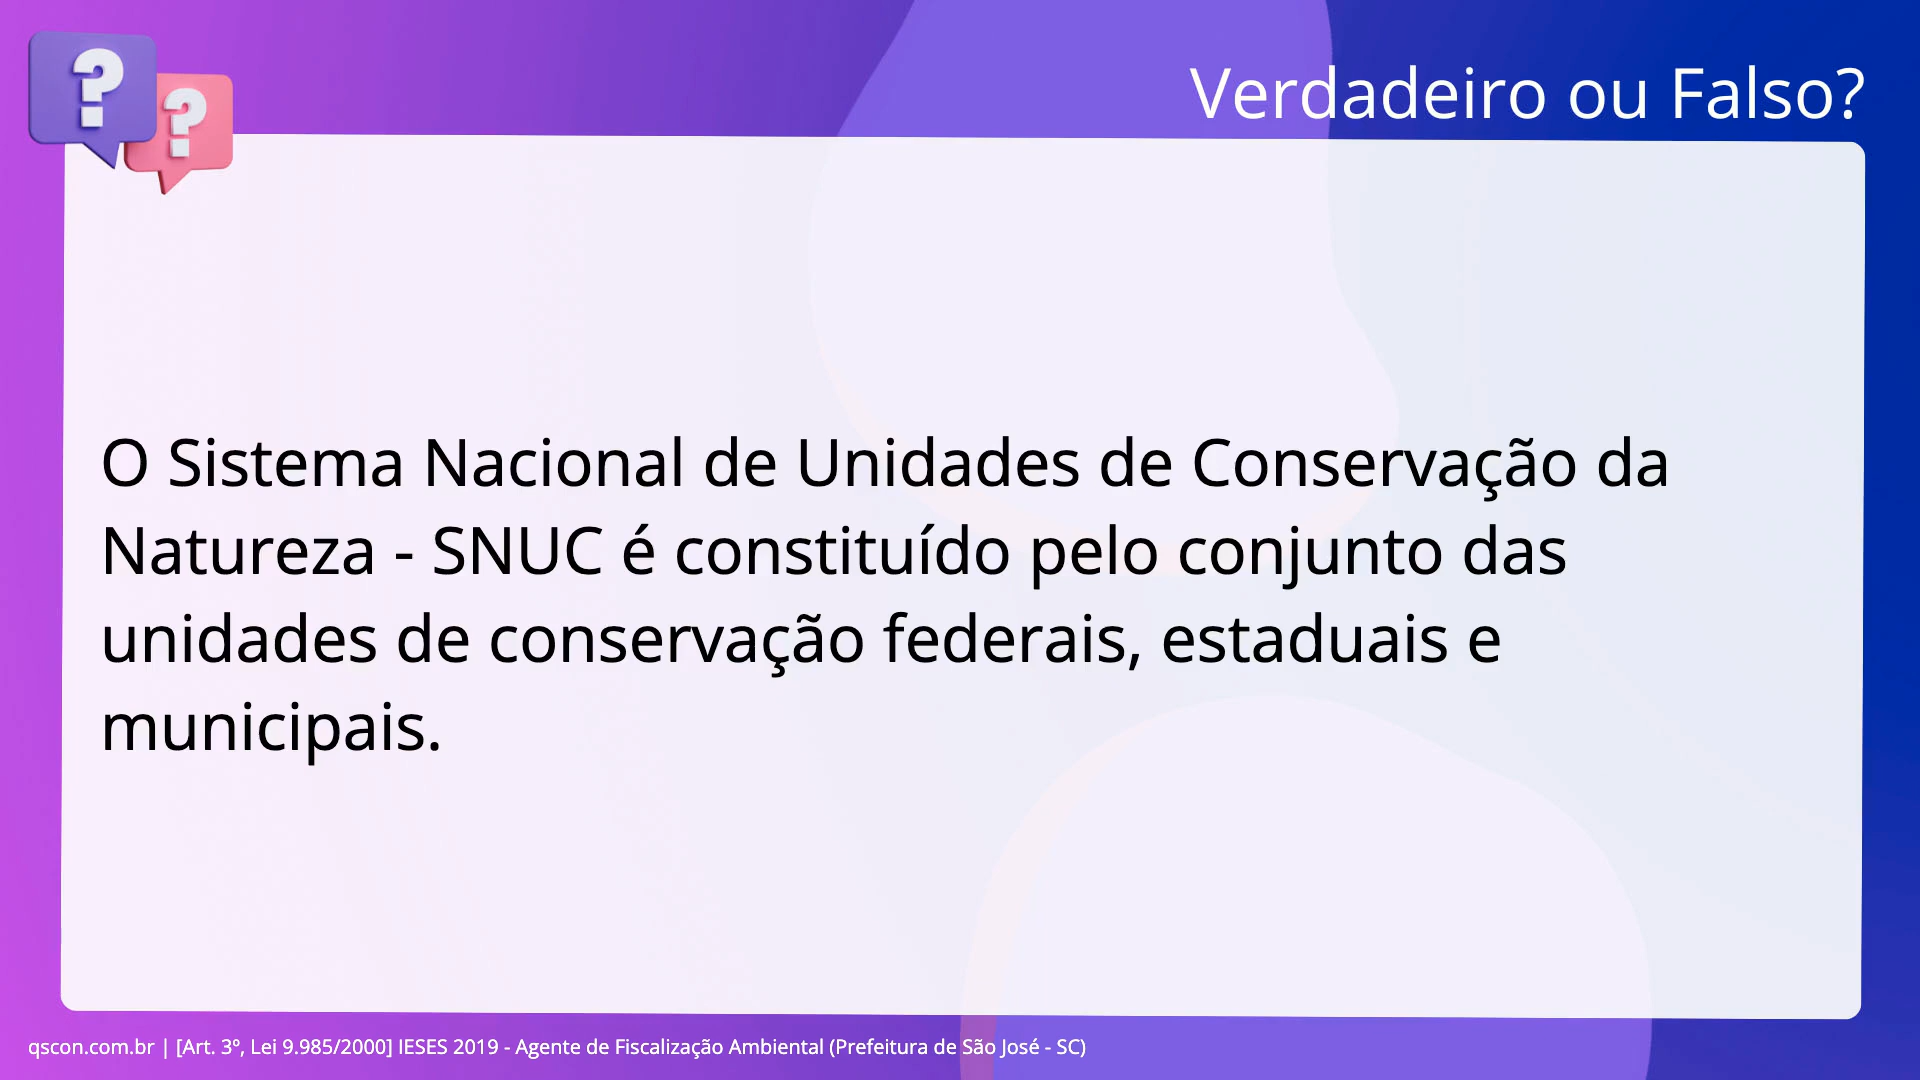 Verdadeiro ou Falso?
O Sistema Nacional de Unidades de Conservação da
Natureza - SNUC é constituído pelo conjunto das
unidades de conservação federais, estaduais e
municipais.
qscon.com.br | [Art. 3º, Lei 9.985/2000] IESES 2019 - Agente de Fiscalização Ambiental (Prefeitura de São José - SC)